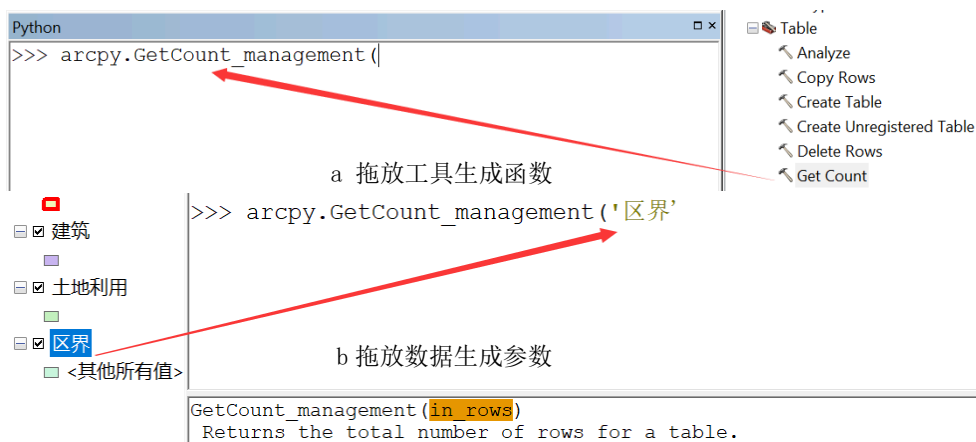 Python
>>> arcpy.GetCount_management(
Table
Analyze
Copy Rows
Create Table
Create Unregistered Table
Delete Rows
Get Count
a 拖放工具生成函数
建筑
土地利用
区界
<其他所有值>
>>> arcpy.GetCount_management('区界'
b 拖放数据生成参数
GetCount_management(in_rows)
Returns the total number of rows for a table.